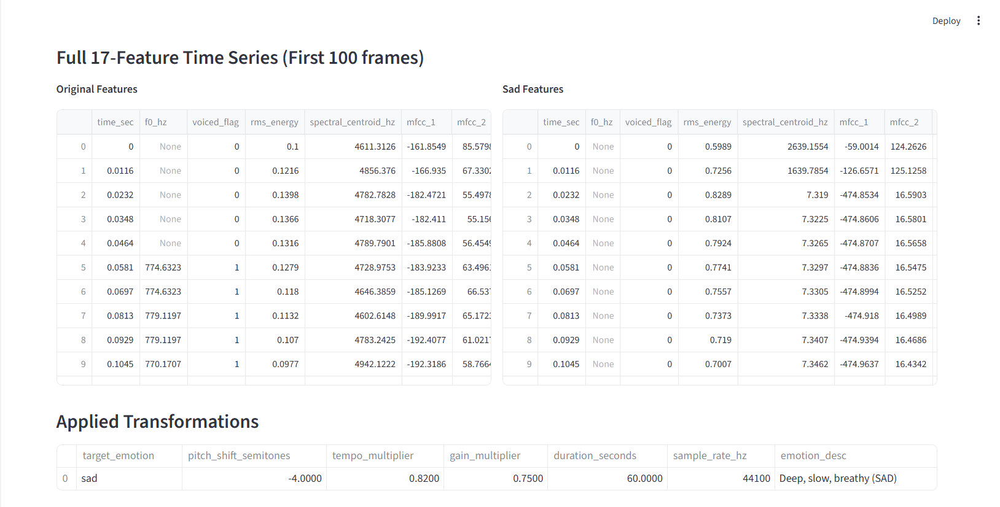 Deploy
Full 17-Feature Time Series (First 100 frames)
Original Features
time_sec f0_hz voiced_flag rms_energy spectral_centroid_hz mfcc_1 mfcc_2
0 0 None 0 0.1 4611.3126 -161.8549 85.579
1 0.0116 None 0 0.1216 4856.376 -166.935 67.330
2 0.0232 None 0 0.1398 4782.7828 -182.4721 55.497
3 0.0348 None 0 0.1366 4718.3077 -182.411 55.15
4 0.0464 None 0 0.1316 4789.7901 -185.8808 56.454
5 0.0581 774.6323 1 0.1279 4728.9753 -183.9233 63.496
6 0.0697 774.6323 1 0.118 4646.3859 -185.1269 66.53
7 0.0813 779.1197 1 0.1132 4602.6148 -189.9917 65.172
8 0.0929 779.1197 1 0.107 4783.2425 -192.4077 61.021
9 0.1045 770.1707 1 0.0977 4942.1222 -192.3186 58.766
Sad Features
time_sec f0_hz voiced_flag rms_energy spectral_centroid_hz mfcc_1 mfcc_2
0 0 None 0 0.5989 2639.1554 -59.0014 124.2626
1 0.0116 None 0 0.7256 1639.7854 -126.6571 125.1258
2 0.0232 None 0 0.8289 7.319 -474.8534 16.5903
3 0.0348 None 0 0.8107 7.3225 -474.8606 16.5801
4 0.0464 None 0 0.7924 7.3265 -474.8707 16.5658
5 0.0581 None 0 0.7741 7.3297 -474.8836 16.5475
6 0.0697 None 0 0.7557 7.3305 -474.8994 16.5252
7 0.0813 None 0 0.7373 7.3338 -474.918 16.4989
8 0.0929 None 0 0.719 7.3407 -474.9394 16.4686
9 0.1045 None 0 0.7007 7.3462 -474.9637 16.4342
Applied Transformations
target_emotion pitch_shift_semitones tempo_multiplier gain_multiplier duration_seconds sample_rate_hz emotion_desc
0 sad -4.0000 0.8200 0.7500 60.0000 44100 Deep, slow, breathy (SAD)